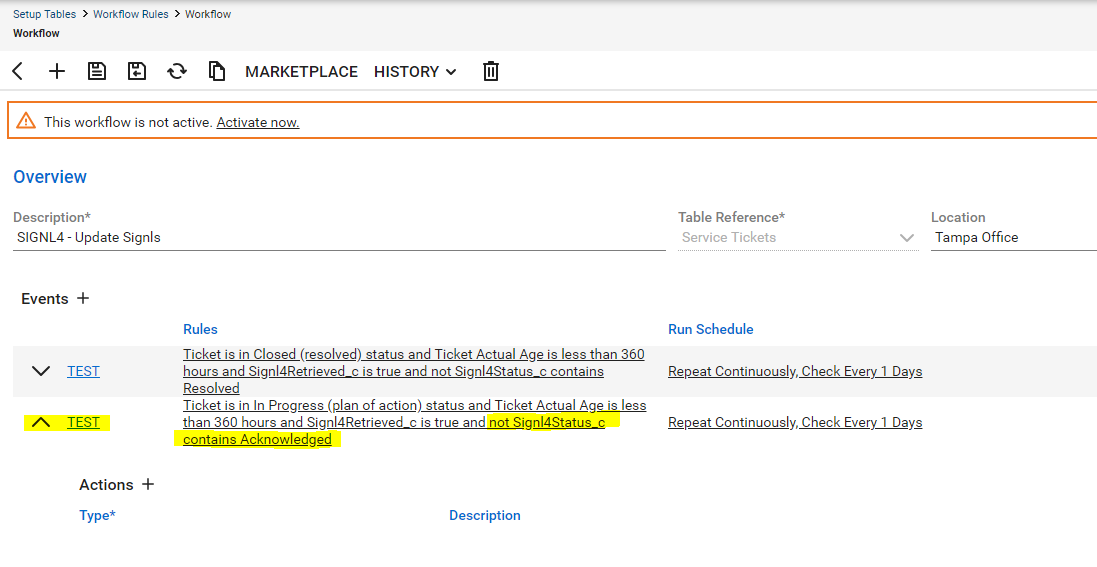 Setup Tables > Workflow Rules > Workflow
Workflow
MARKETPLACE HISTORY
This workflow is not active. Activate now.
Overview
Description* Table Reference* Location
SIGNL4 - Update Signls Service Tickets Tampa Office
Events +
Rules Run Schedule
Ticket is in Closed (resolved) status and Ticket Actual Age is less than 360
TEST hours and Signl4Retrieved_c is true and not Signl4Status_c contains Repeat Continuously, Check Every 1 Days
Resolved
Ticket is in In Progress (plan of action) status and Ticket Actual Age is less
TEST than 360 hours and Signl4Retrieved_c is true and not Signl4Status_c Repeat Continuously, Check Every 1 Days
contains Acknowledged
Actions +
Type* Description